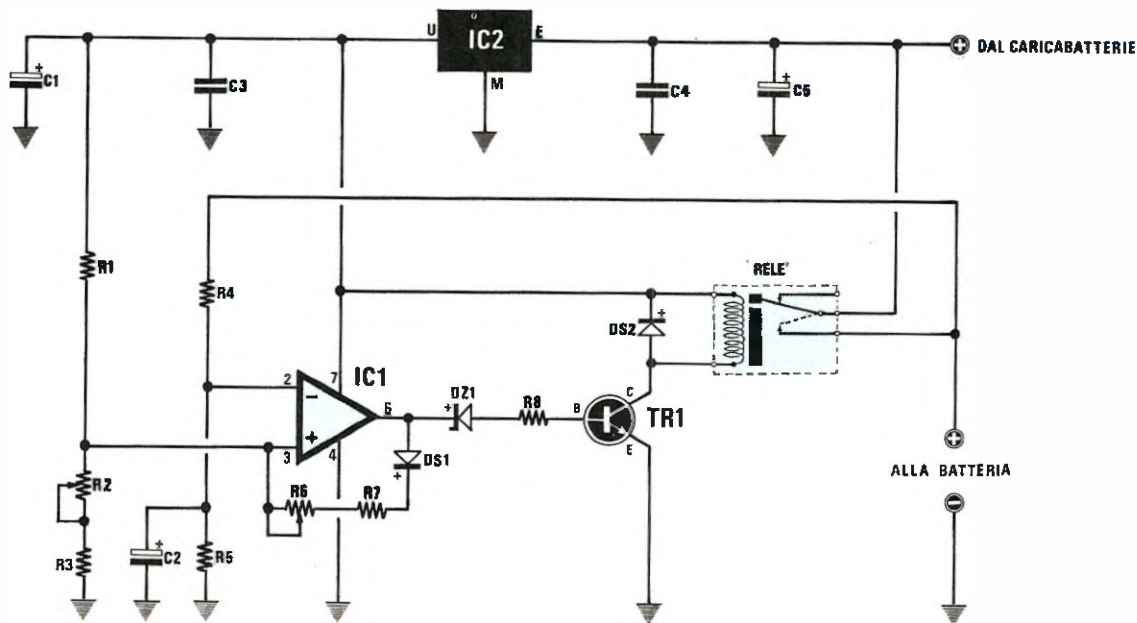 U IC2 E
M
DAL CARICABATTERIE
+ C1
C3
C4
+ C5
R1
R4
RELE'
DS2 +
2 7 IC1
3 4 6
DZ1 +
R8
B C E TR1
DS1 +
R2
R6 R7
R3
+ C2
R5
ALLA BATTERIA